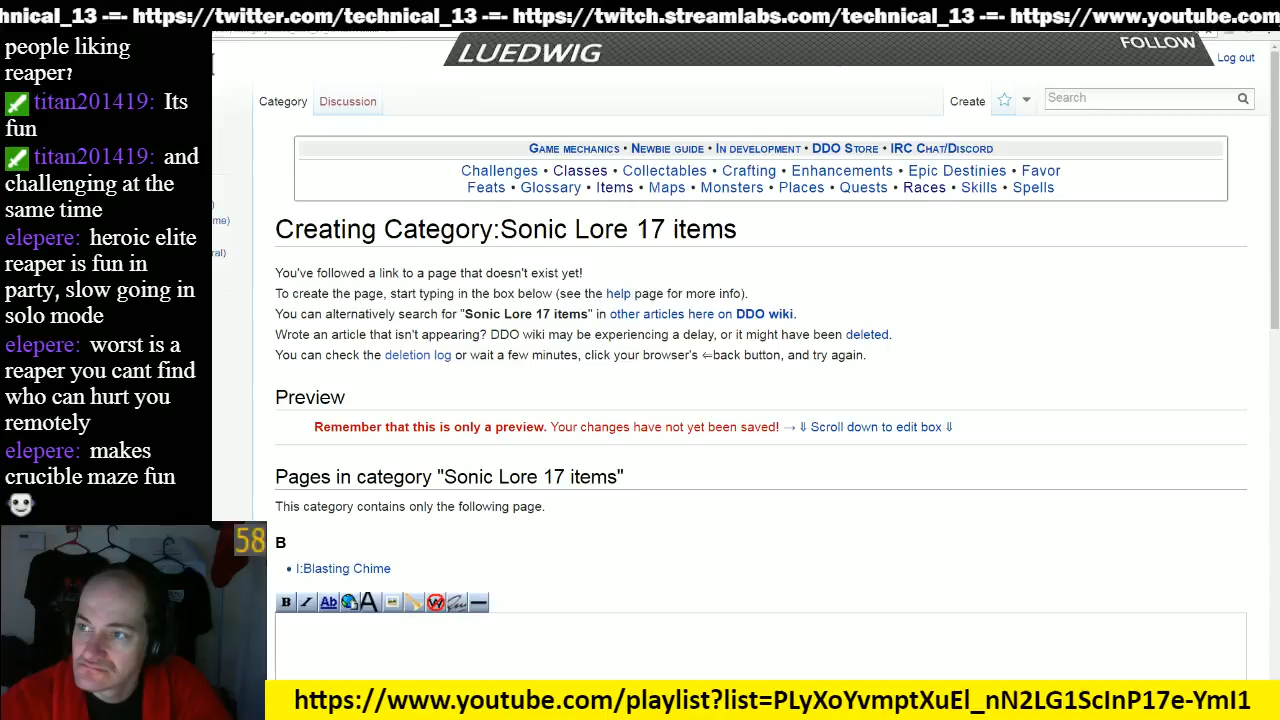 hnical_13 -=- https://twitter.com/technical_13 -=- https://twitch.streamlabs.com/technical_13 -=- https://www.youtube.com
people liking
reaper?
titan201419: Its
fun
titan201419: and
challenging at the
same time
elepere: heroic elite
reaper is fun in
party, slow going in
solo mode
elepere: worst is a
reaper you cant find
who can hurt you
remotely
elepere: makes
crucible maze fun
58
me)
ral)
LUEDWIG
FOLLOW
Log out
Category Discussion Create Search
Game mechanics • Newbie guide • In development • DDO Store • IRC Chat/Discord
Challenges • Classes • Collectables • Crafting • Enhancements • Epic Destinies • Favor
Feats • Glossary • Items • Maps • Monsters • Places • Quests • Races • Skills • Spells
Creating Category:Sonic Lore 17 items
You've followed a link to a page that doesn't exist yet!
To create the page, start typing in the box below (see the help page for more info).
You can alternatively search for "Sonic Lore 17 items" in other articles here on DDO wiki.
Wrote an article that isn't appearing? DDO wiki may be experiencing a delay, or it might have been deleted.
You can check the deletion log or wait a few minutes, click your browser's ⇐back button, and try again.
Preview
Remember that this is only a preview. Your changes have not yet been saved! → ⇓ Scroll down to edit box ⇓
Pages in category "Sonic Lore 17 items"
This category contains only the following page.
B
• I:Blasting Chime
B I Ab A W
https://www.youtube.com/playlist?list=PLyXoYvmptXuEl_nN2LG1ScInP17e-YmI1